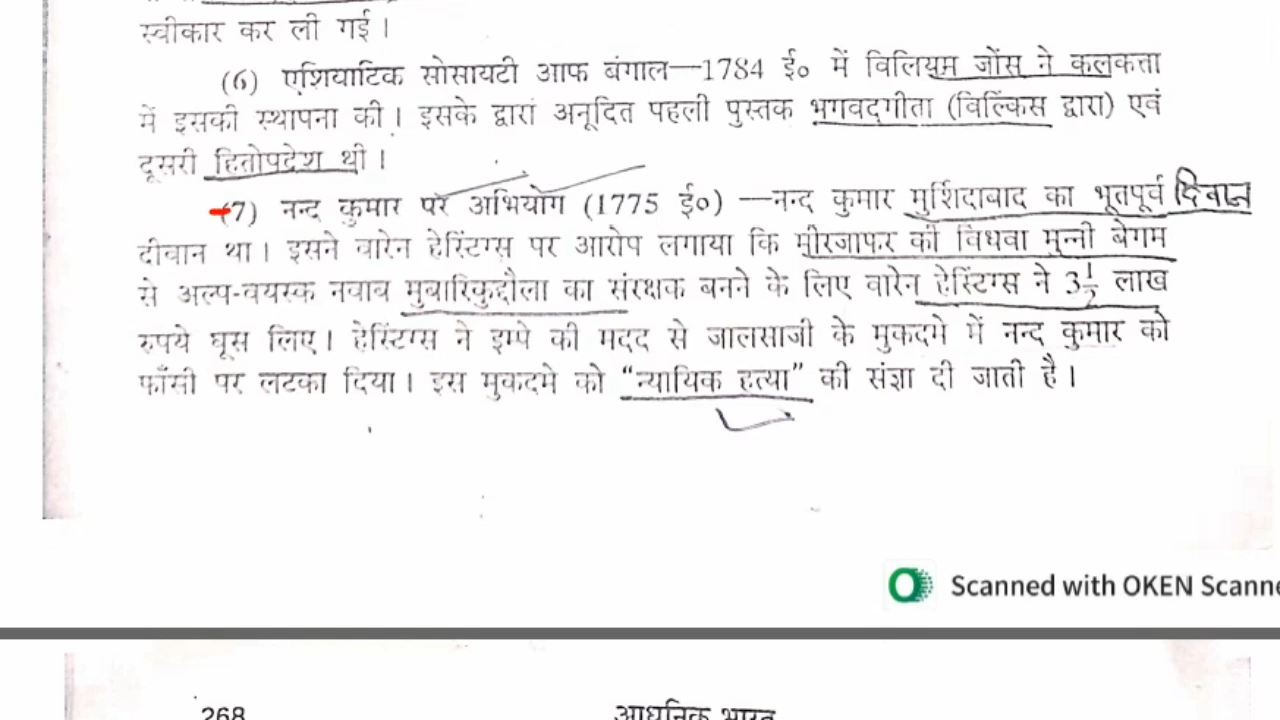 स्वीकार कर ली गई।
(6) एशियाटिक सोसायटी आफ बंगाल—1784 ई० में विलियम जोंस ने कलकत्ता
में इसकी स्थापना की। इसके द्वारा अनूदित पहली पुस्तक भगवद्गीता (विल्किंस द्वारा) एवं
दूसरी हितोपदेश थी।
(7) नन्द कुमार पर अभियोग (1775 ई०) —नन्द कुमार मुर्शिदाबाद का भूतपूर्व दिवान
दीवान था। इसने वारेन हेस्टिंग्स पर आरोप लगाया कि मीरजाफर की विधवा मुन्नी बेगम
से अल्प-वयस्क नवाब मुबारिकुद्दौला का संरक्षक बनने के लिए वारेन हेस्टिंग्स ने 3½ लाख
रुपये घूस लिए। हेस्टिंग्स ने इम्पे की मदद से जालसाजी के मुकदमे में नन्द कुमार को
फाँसी पर लटका दिया। इस मुकदमे को “न्यायिक हत्या” की संज्ञा दी जाती है।
Scanned with OKEN Scanne
268 आधुनिक भारत